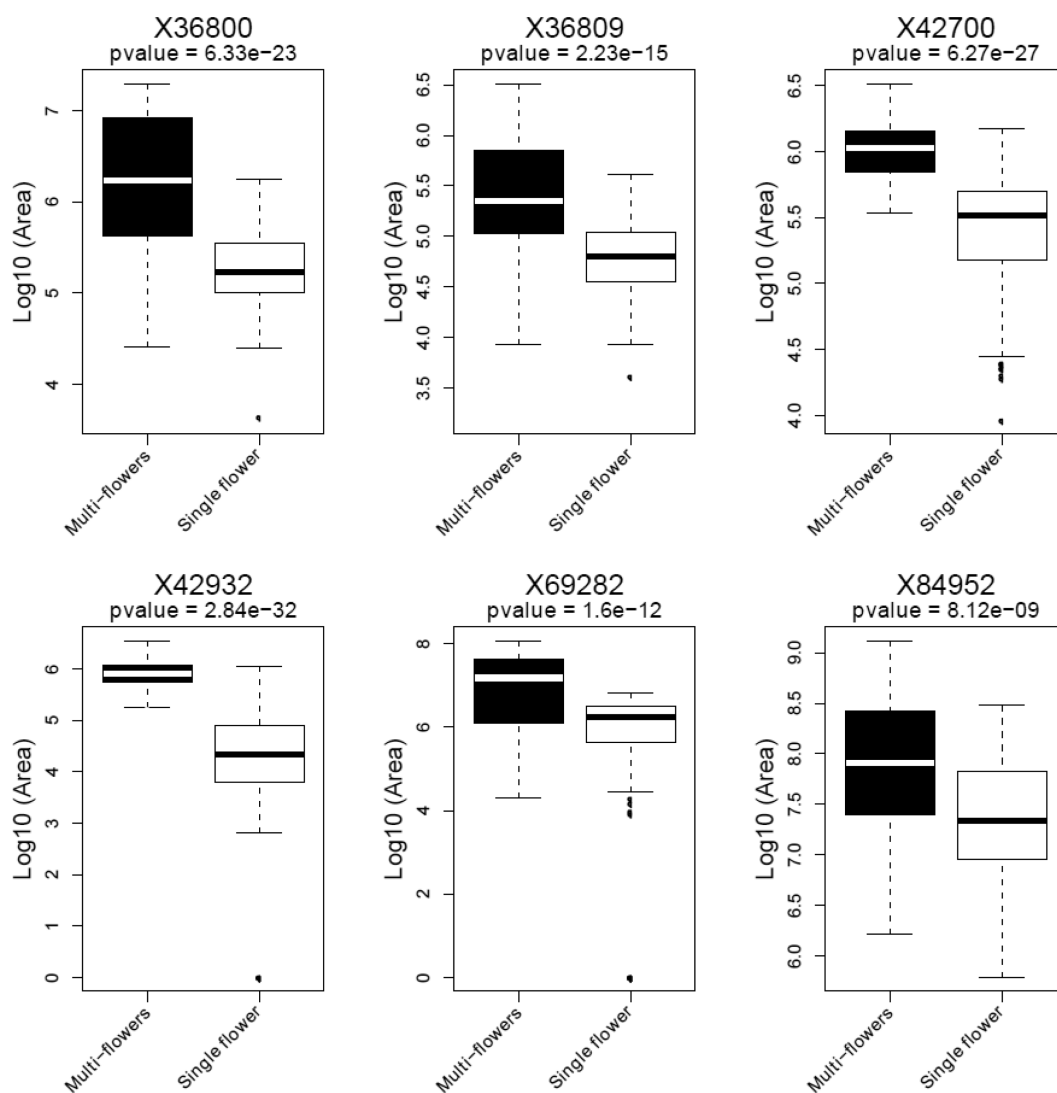 X36800
pvalue = 6.33e−23
Log10 (Area)
7
6
5
4
Multi−flowers
Single flower
X36809
pvalue = 2.23e−15
Log10 (Area)
6.5
6.0
5.5
5.0
4.5
4.0
3.5
Multi−flowers
Single flower
X42700
pvalue = 6.27e−27
Log10 (Area)
6.5
6.0
5.5
5.0
4.5
4.0
Multi−flowers
Single flower
X42932
pvalue = 2.84e−32
Log10 (Area)
6
5
4
3
2
1
0
Multi−flowers
Single flower
X69282
pvalue = 1.6e−12
Log10 (Area)
8
6
4
2
0
Multi−flowers
Single flower
X84952
pvalue = 8.12e−09
Log10 (Area)
9.0
8.5
8.0
7.5
7.0
6.5
6.0
Multi−flowers
Single flower